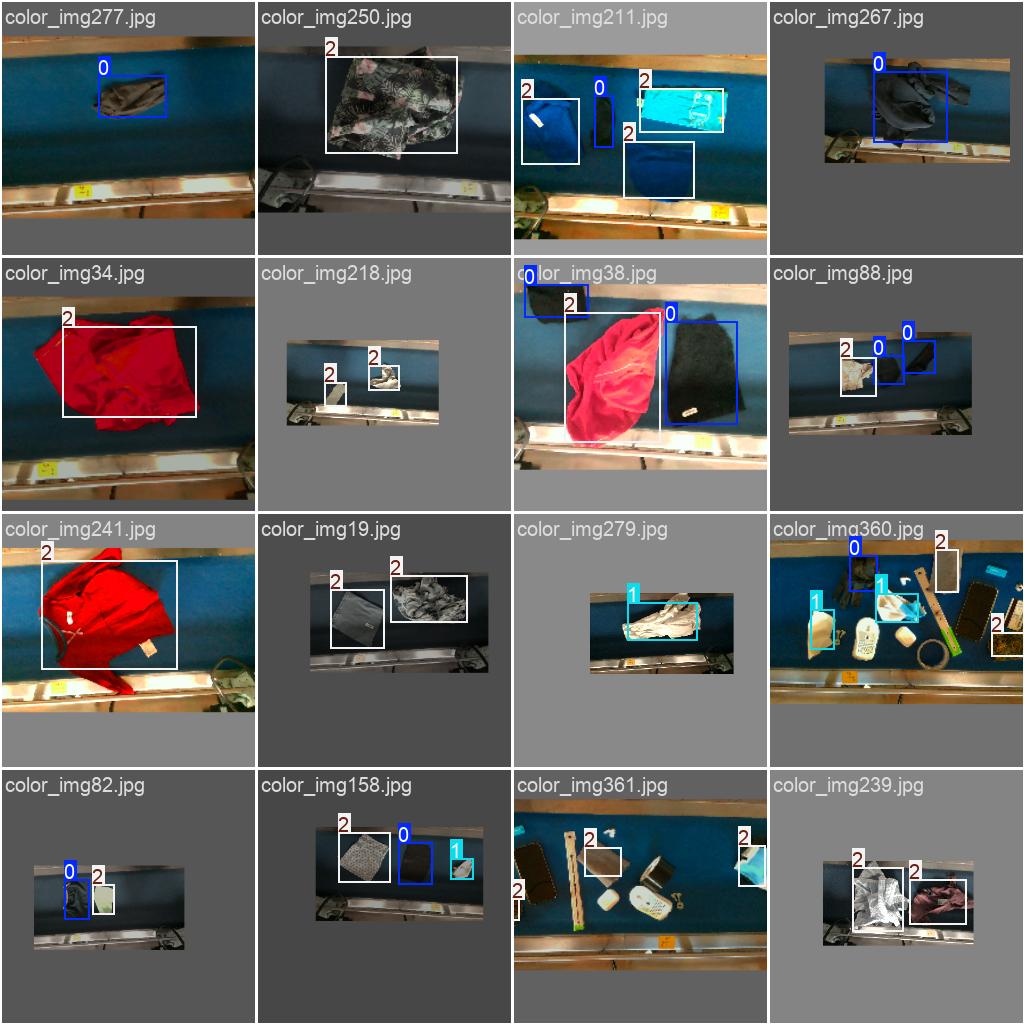 color_img277.jpg
color_img250.jpg
color_img211.jpg
color_img267.jpg
0
2
2
0
2
2
0
color_img34.jpg
color_img218.jpg
color_img38.jpg
color_img88.jpg
2
2
2
0
2
0
2
0
0
color_img241.jpg
color_img19.jpg
color_img279.jpg
color_img360.jpg
2
2
2
1
0
2
1
1
2
color_img82.jpg
color_img158.jpg
color_img361.jpg
color_img239.jpg
0
2
2
0
1
2
2
2
2
2